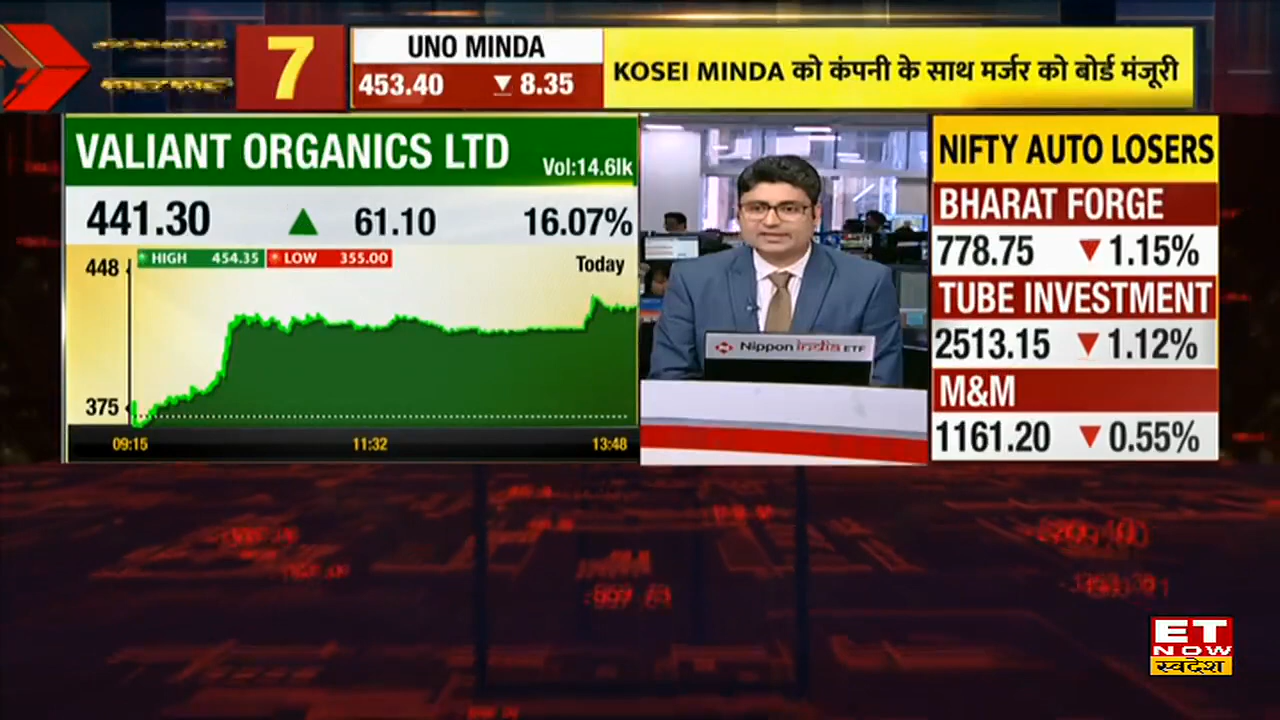 7
UNO MINDA
453.40 ▼ 8.35
KOSEI MINDA को कंपनी के साथ मर्जर को बोर्ड मंजूरी
VALIANT ORGANICS LTD Vol:14.6lk
441.30 ▲ 61.10 16.07%
HIGH 454.35 LOW 355.00
Today
448
375
09:15 11:32 13:48
Nippon india ETF
NIFTY AUTO LOSERS
BHARAT FORGE
778.75 ▼ 1.15%
TUBE INVESTMENT
2513.15 ▼ 1.12%
M&M
1161.20 ▼ 0.55%
ET
NOW
स्वदेश